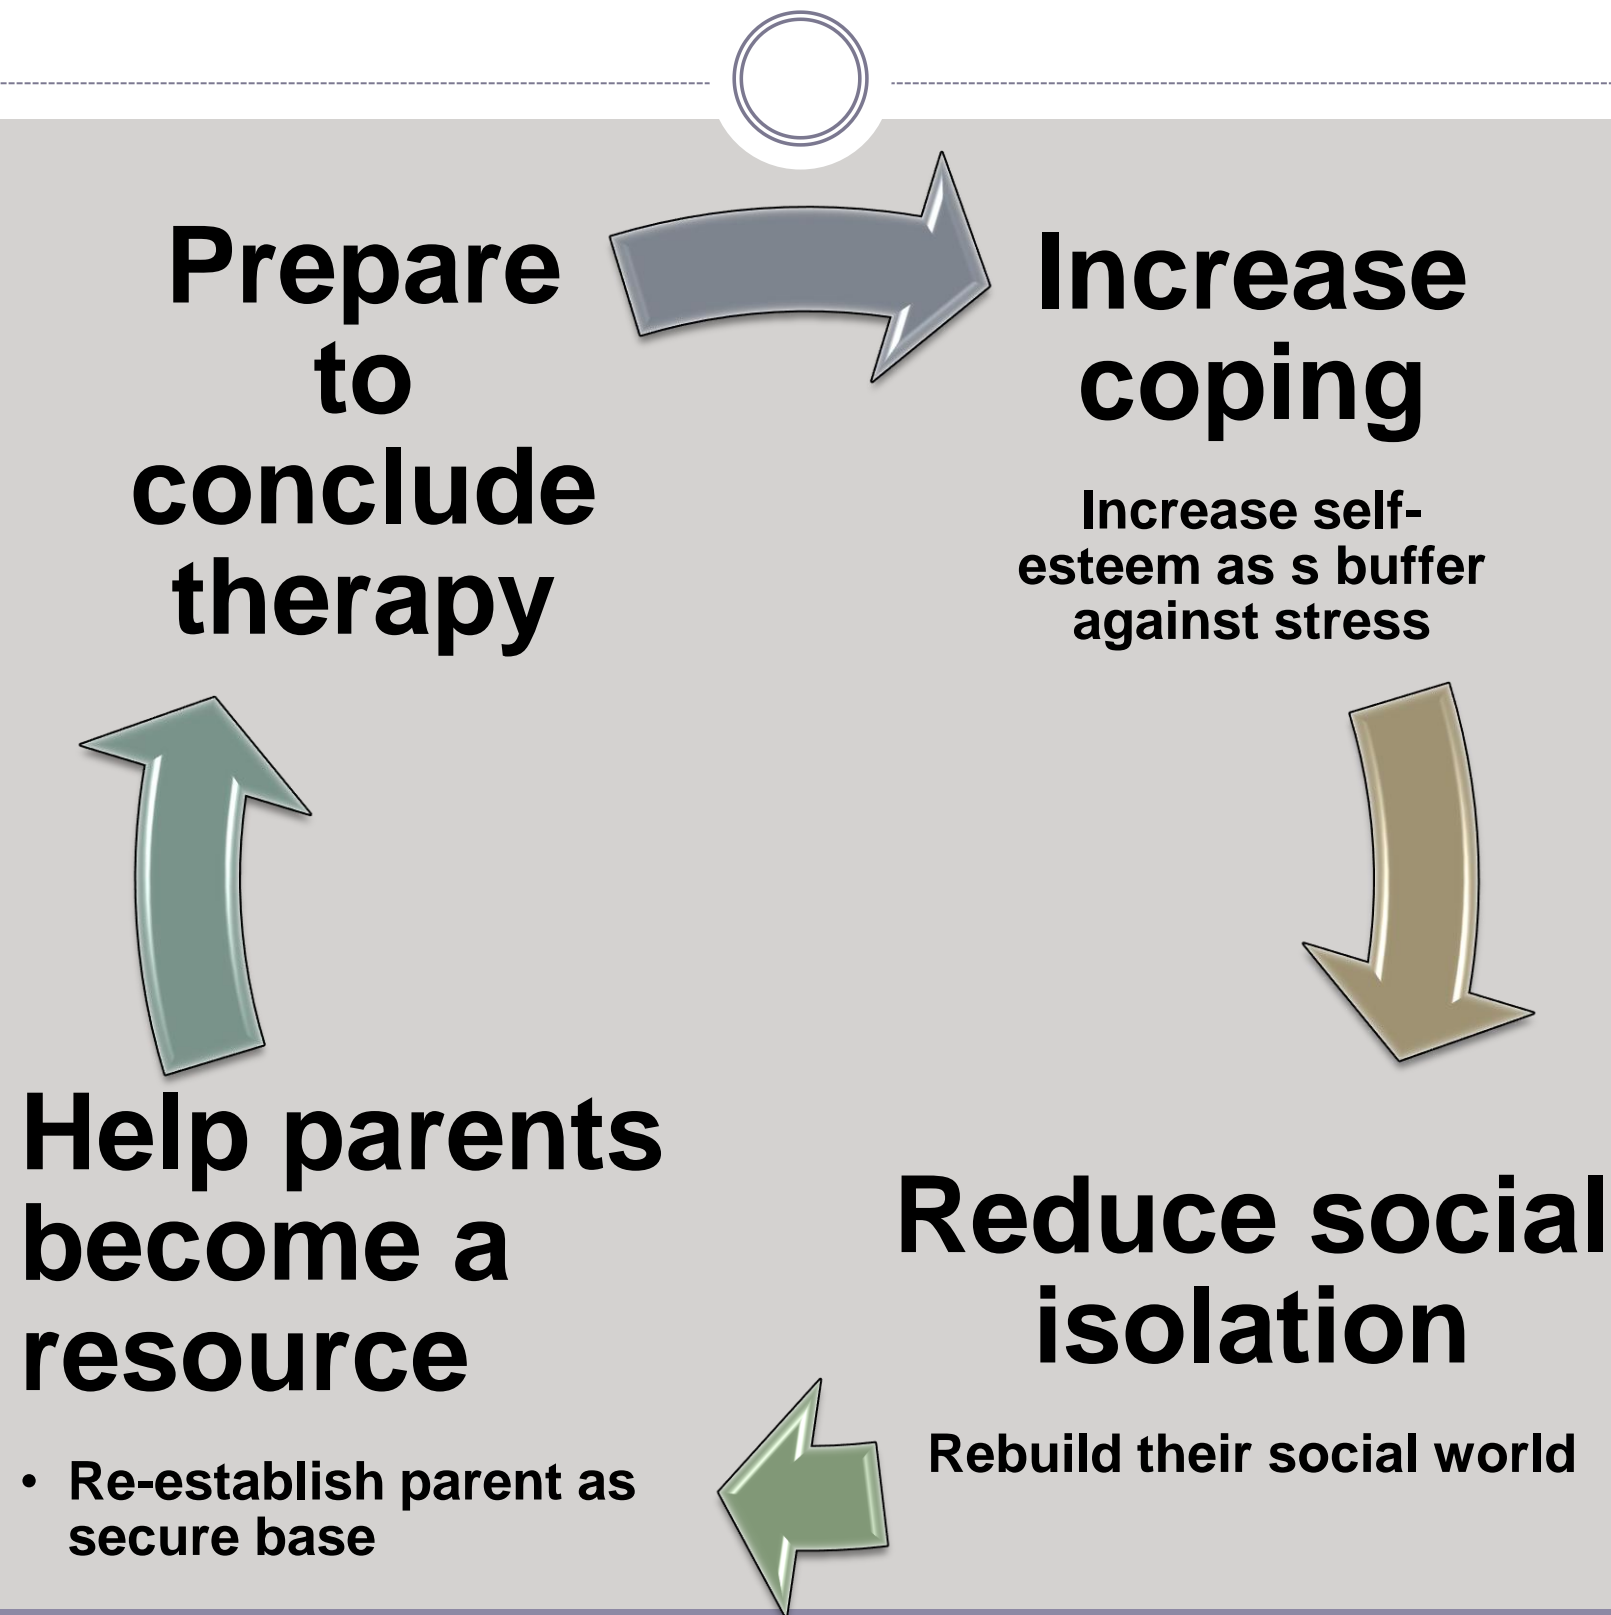 Prepare
to
conclude
therapy
Increase
coping
Increase self-
esteem as s buffer
against stress
Help parents
become a
resource
• Re-establish parent as
secure base
Reduce social
isolation
Rebuild their social world